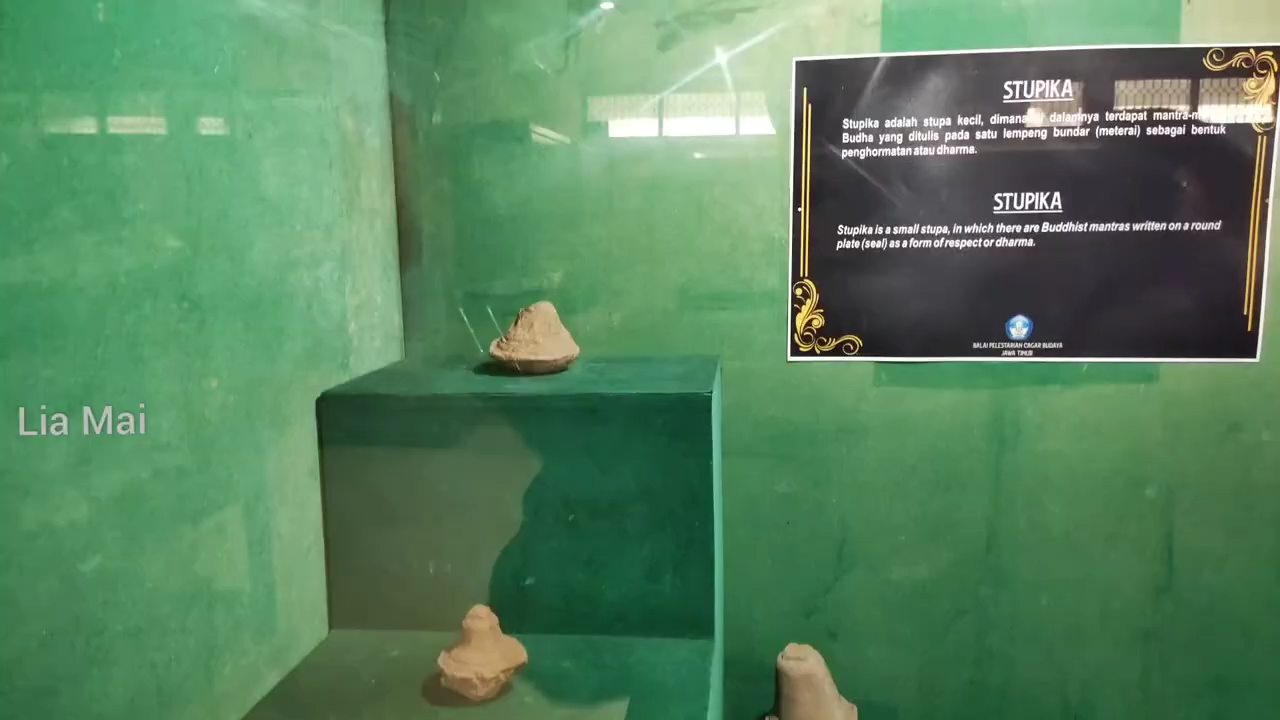 STUPIKA
Stupika adalah stupa kecil, dimana dalamnya terdapat
Budha yang ditulis pada satu lempeng bundar (meterai) sebagai bentuk
penghormatan atau dharma.
STUPIKA
Stupika is a small stupa, in which there are Buddhist mantras written on a round
plate (seal) as a form of respect or dharma.
BALAI PELESTARIAN CAGAR BUDAYA
JAWA TIMUR
Lia Mai